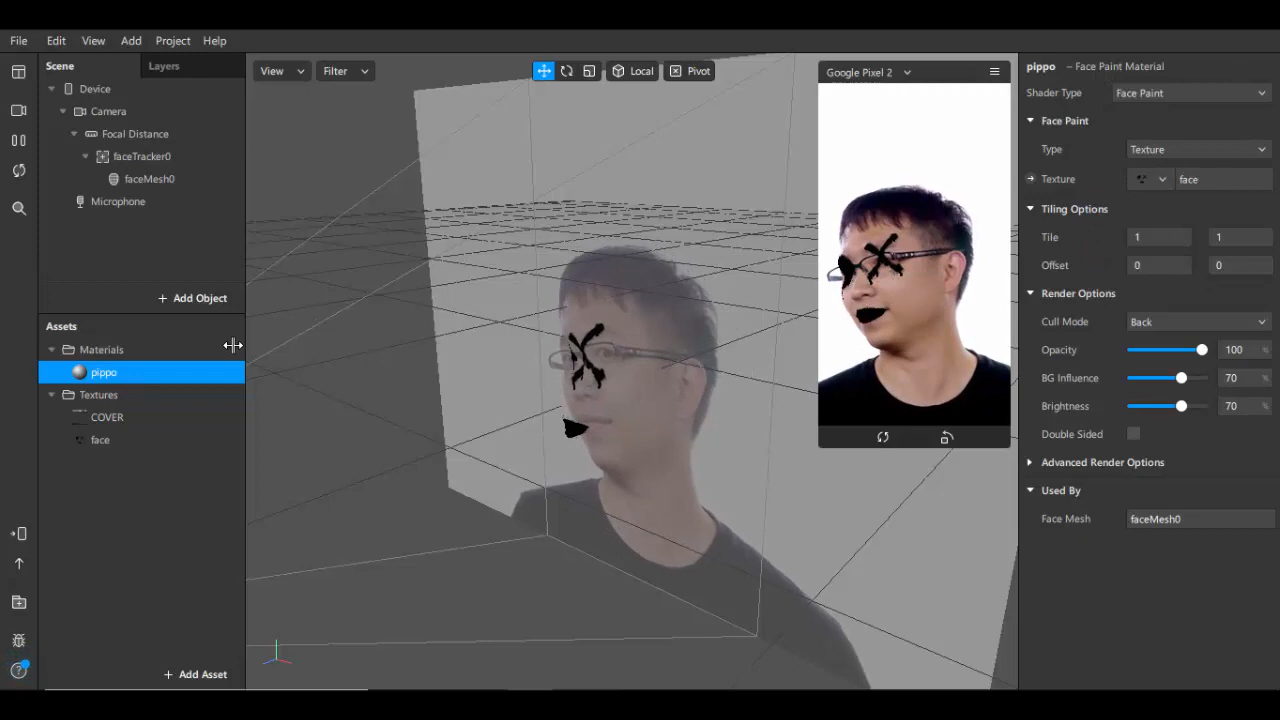 File Edit View Add Project Help
Scene Layers
Device
Camera
Focal Distance
faceTracker0
faceMesh0
Microphone
+ Add Object
Assets
Materials
pippo
Textures
COVER
face
+ Add Asset
View Filter Local Pivot
Google Pixel 2
pippo – Face Paint Material
Shader Type Face Paint
Face Paint
Type Texture
Texture face
Tiling Options
Tile 1 1
Offset 0 0
Render Options
Cull Mode Back
Opacity 100 %
BG Influence 70 %
Brightness 70 %
Double Sided
Advanced Render Options
Used By
Face Mesh faceMesh0